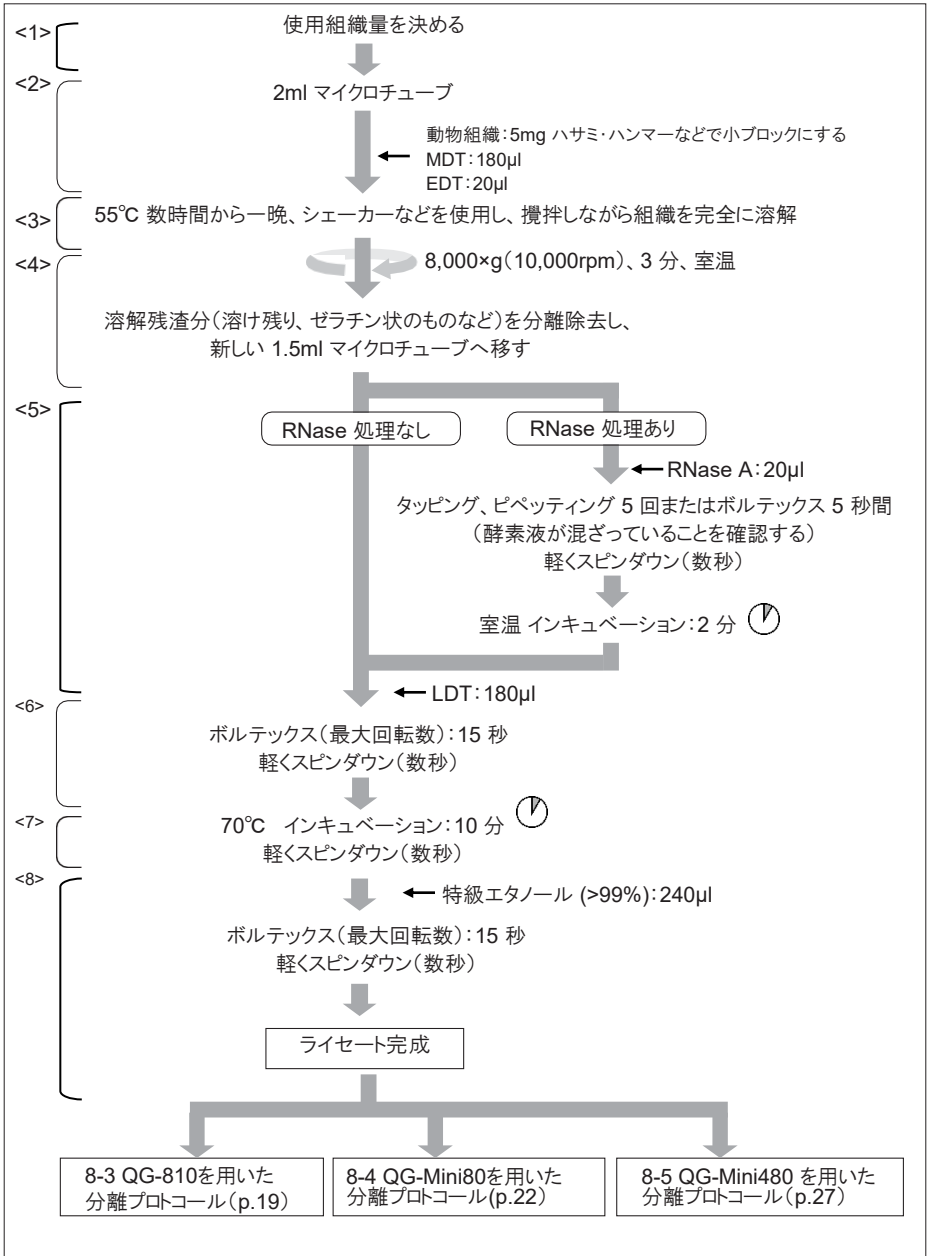 <1>
使用組織量を決める
<2>
2ml マイクロチューブ
動物組織：5mg ハサミ・ハンマーなどで小ブロックにする
MDT：180µl
EDT：20µl
<3>
55℃ 数時間から一晩、シェーカーなどを使用し、攪拌しながら組織を完全に溶解
<4>
8,000×g（10,000rpm）、3 分、室温
溶解残渣分（溶け残り、ゼラチン状のものなど）を分離除去し、
新しい 1.5ml マイクロチューブへ移す
<5>
RNase 処理なし
RNase 処理あり
RNase A：20µl
タッピング、ピペッティング 5 回またはボルテックス 5 秒間
（酵素液が混ざっていることを確認する）
軽くスピンダウン（数秒）
室温 インキュベーション：2 分
LDT：180µl
<6>
ボルテックス（最大回転数）：15 秒
軽くスピンダウン（数秒）
<7>
70℃ インキュベーション：10 分
軽くスピンダウン（数秒）
<8>
特級エタノール (>99%)：240µl
ボルテックス（最大回転数）：15 秒
軽くスピンダウン（数秒）
ライセート完成
8-3 QG-810を用いた
分離プロトコール（p.19）
8-4 QG-Mini80を用いた
分離プロトコール(p.22）
8-5 QG-Mini480 を用いた
分離プロトコール（p.27）